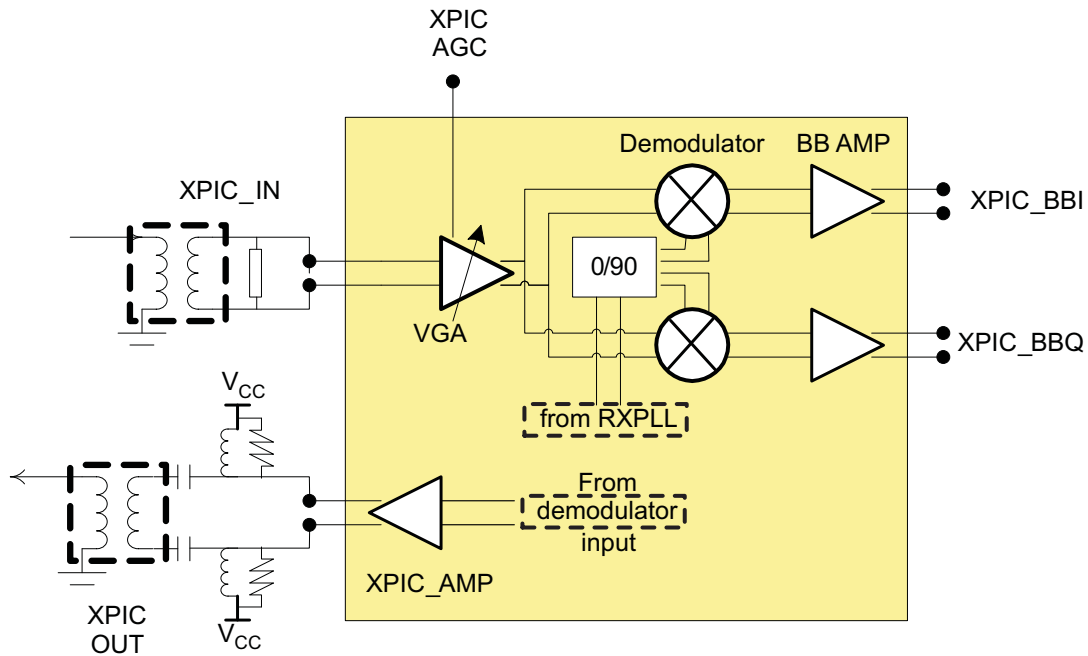 XPIC
AGC
Demodulator
BB AMP
XPIC_IN
XPIC_BBI
0/90
VGA
XPIC_BBQ
VCC
from RXPLL
From
demodulator
input
XPIC_AMP
XPIC
OUT
VCC